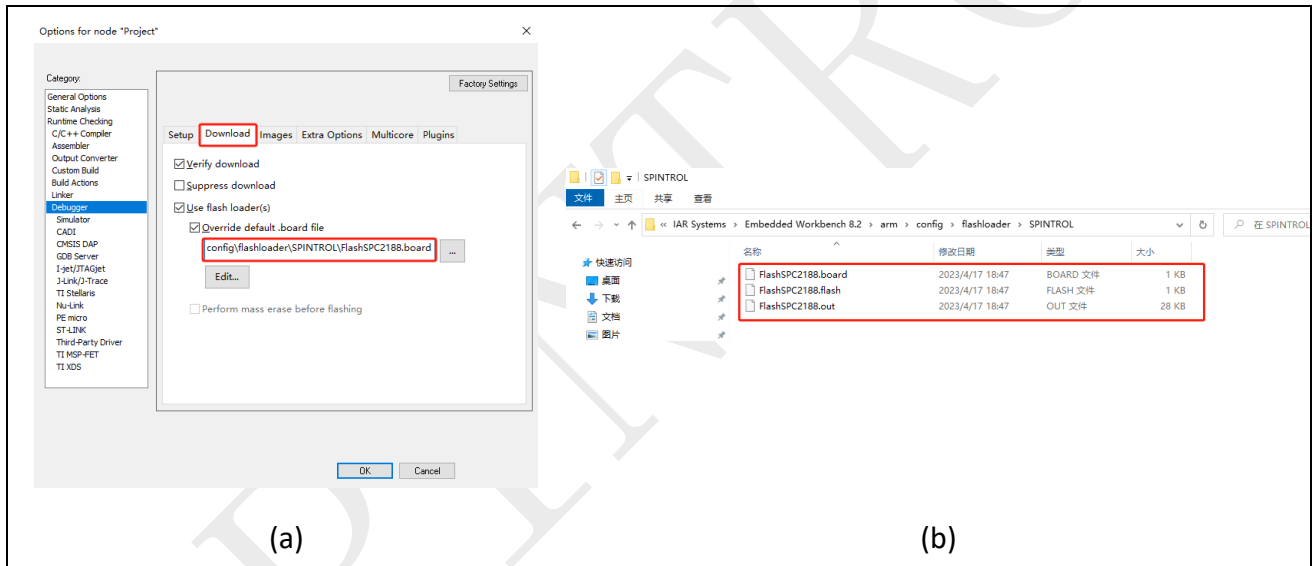 Options for node "Project"
Category:
General Options
Static Analysis
Runtime Checking
C/C++ Compiler
Assembler
Output Converter
Custom Build
Build Actions
Linker
Debugger
Simulator
CADI
CMSIS DAP
GDB Server
I-jet/JTAGjet
J-Link/J-Trace
TI Stellaris
Nu-Link
PE micro
ST-LINK
Third-Party Driver
TI MSP-FET
TI XDS
Factory Settings
Setup Download Images Extra Options Multicore Plugins
Verify download
Suppress download
Use flash loader(s)
Override default .board file
config\flashloader\SPINTROL\FlashSPC2188.board ...
Edit...
Perform mass erase before flashing
OK Cancel
(a)
SPINTROL
文件 主页 共享 查看
« IAR Systems › Embedded Workbench 8.2 › arm › config › flashloader › SPINTROL
在 SPINTROL
快速访问
桌面
下载
文档
图片
名称 修改日期 类型 大小
FlashSPC2188.board 2023/4/17 18:47 BOARD 文件 1 KB
FlashSPC2188.flash 2023/4/17 18:47 FLASH 文件 1 KB
FlashSPC2188.out 2023/4/17 18:47 OUT 文件 28 KB
(b)